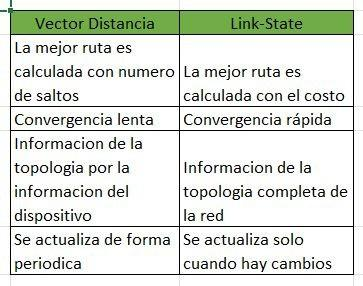 Vector Distancia
Link-State
La mejor ruta es
calculada con numero
de saltos
La mejor ruta es
calculada con el costo
Convergencia lenta
Convergencia rápida
Informacion de la
topologia por la
informacion del
dispositivo
Informacion de la
topologia completa de
la red
Se actualiza de forma
periodica
Se actualiza solo
cuando hay cambios